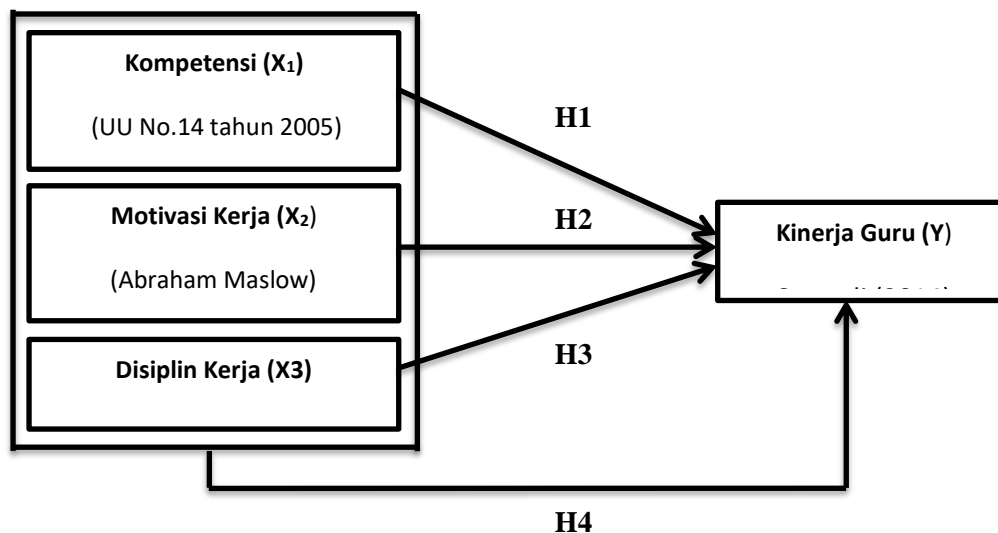 Kompetensi (X₁)
(UU No.14 tahun 2005)
H1
Motivasi Kerja (X₂)
(Abraham Maslow)
H2
Kinerja Guru (Y)
Disiplin Kerja (X3)
H3
H4